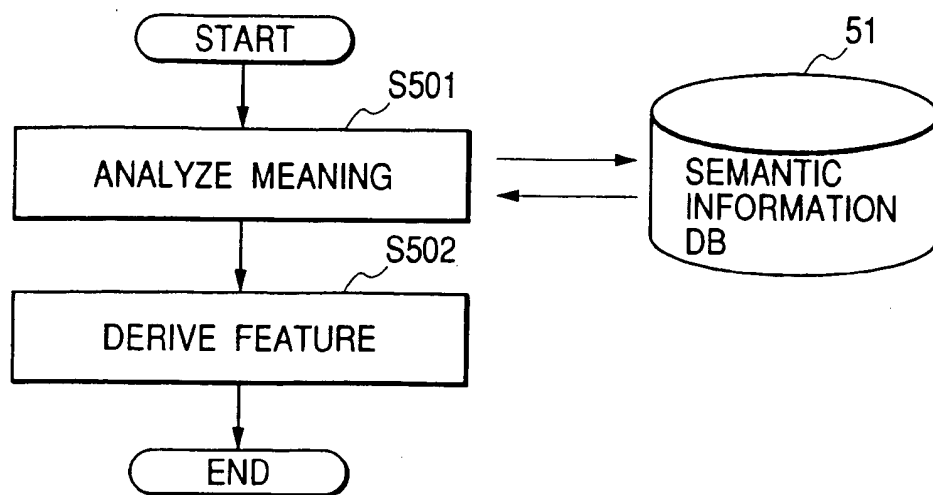 START
51
S501
ANALYZE MEANING
SEMANTIC
INFORMATION
DB
S502
DERIVE FEATURE
END